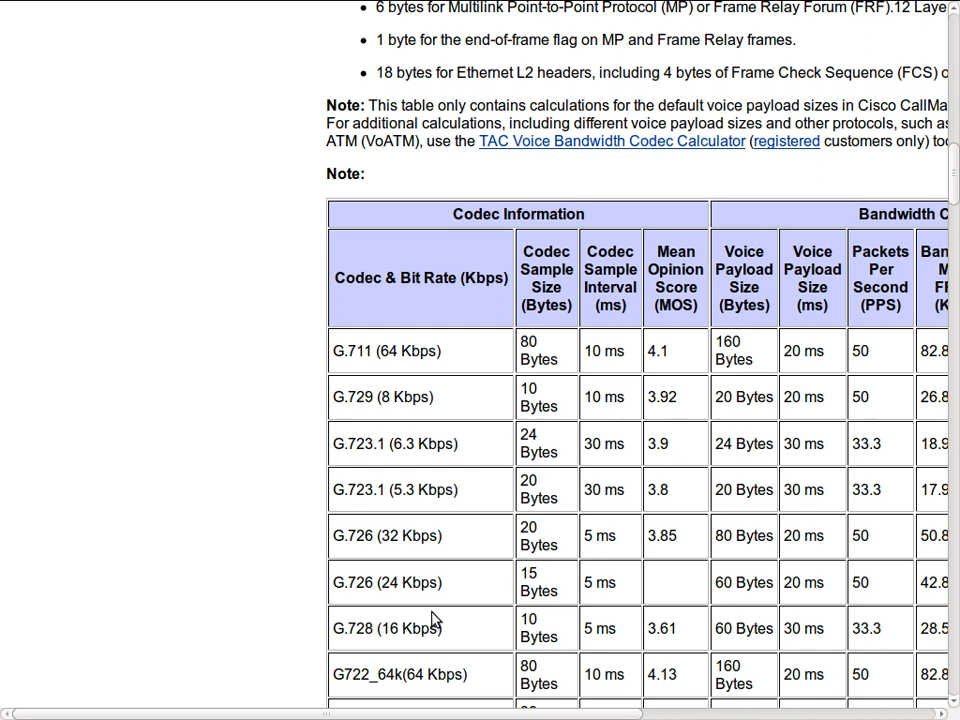 6 bytes for Multilink Point-to-Point Protocol (MP) or Frame Relay Forum (FRF).12 Laye
1 byte for the end-of-frame flag on MP and Frame Relay frames.
18 bytes for Ethernet L2 headers, including 4 bytes of Frame Check Sequence (FCS) o
Note: This table only contains calculations for the default voice payload sizes in Cisco CallMa
For additional calculations, including different voice payload sizes and other protocols, such as
ATM (VoATM), use the TAC Voice Bandwidth Codec Calculator (registered customers only) too
Note:
Codec Information Bandwidth C
Codec & Bit Rate (Kbps) Codec Sample Size (Bytes) Codec Sample Interval (ms) Mean Opinion Score (MOS) Voice Payload Size (Bytes) Voice Payload Size (ms) Packets Per Second (PPS) Ban M FF (K
G.711 (64 Kbps) 80 Bytes 10 ms 4.1 160 Bytes 20 ms 50 82.8
G.729 (8 Kbps) 10 Bytes 10 ms 3.92 20 Bytes 20 ms 50 26.8
G.723.1 (6.3 Kbps) 24 Bytes 30 ms 3.9 24 Bytes 30 ms 33.3 18.9
G.723.1 (5.3 Kbps) 20 Bytes 30 ms 3.8 20 Bytes 30 ms 33.3 17.9
G.726 (32 Kbps) 20 Bytes 5 ms 3.85 80 Bytes 20 ms 50 50.8
G.726 (24 Kbps) 15 Bytes 5 ms 60 Bytes 20 ms 50 42.8
G.728 (16 Kbps) 10 Bytes 5 ms 3.61 60 Bytes 30 ms 33.3 28.5
G722_64k(64 Kbps) 80 Bytes 10 ms 4.13 160 Bytes 20 ms 50 82.8